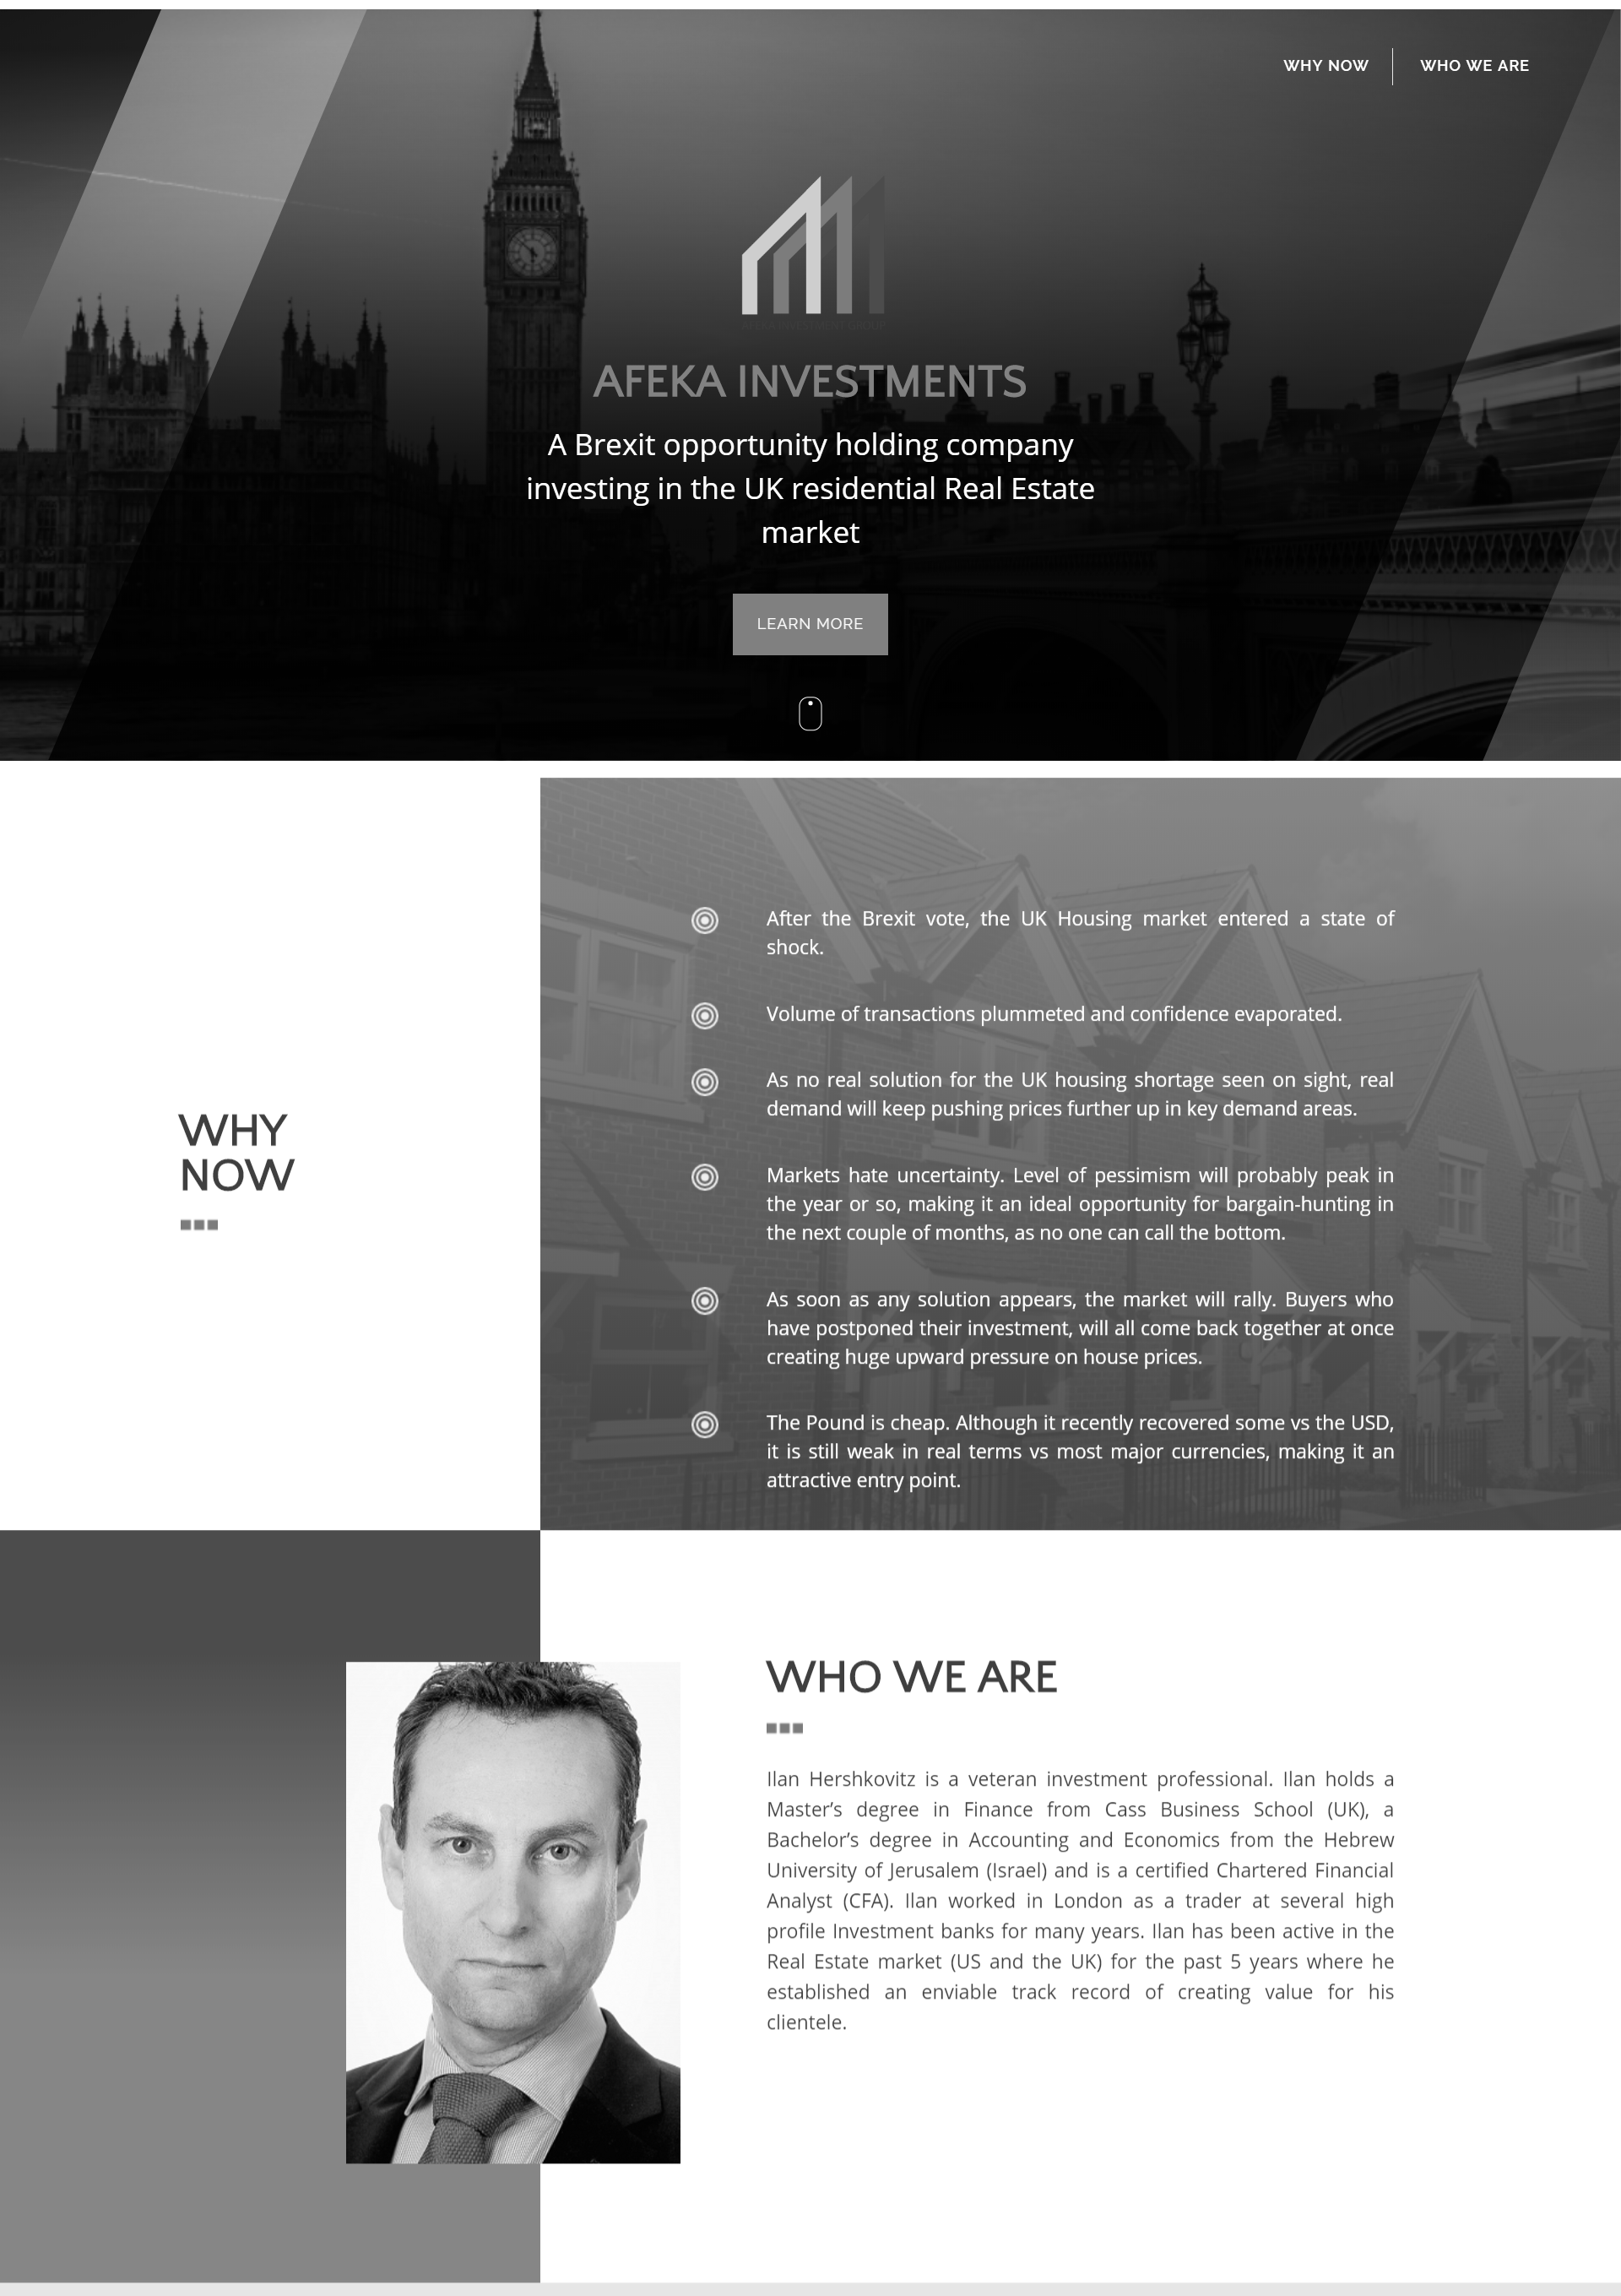 WHY NOW
WHO WE ARE
AFEKA INVESTMENTS
A Brexit opportunity holding company
investing in the UK residential Real Estate
market
LEARN MORE
WHY
NOW
After the Brexit vote, the UK Housing market entered a state of
shock.
Volume of transactions plummeted and confidence evaporated.
As no real solution for the UK housing shortage seen on sight, real
demand will keep pushing prices further up in key demand areas.
Markets hate uncertainty. Level of pessimism will probably peak in
the year or so, making it an ideal opportunity for bargain-hunting in
the next couple of months, as no one can call the bottom.
As soon as any solution appears, the market will rally. Buyers who
have postponed their investment, will all come back together at once
creating huge upward pressure on house prices.
The Pound is cheap. Although it recently recovered some vs the USD,
it is still weak in real terms vs most major currencies, making it an
attractive entry point.
WHO WE ARE
Ilan Hershkovitz is a veteran investment professional. Ilan holds a
Master’s degree in Finance from Cass Business School (UK), a
Bachelor’s degree in Accounting and Economics from the Hebrew
University of Jerusalem (Israel) and is a certified Chartered Financial
Analyst (CFA). Ilan worked in London as a trader at several high
profile Investment banks for many years. Ilan has been active in the
Real Estate market (US and the UK) for the past 5 years where he
established an enviable track record of creating value for his
clientele.